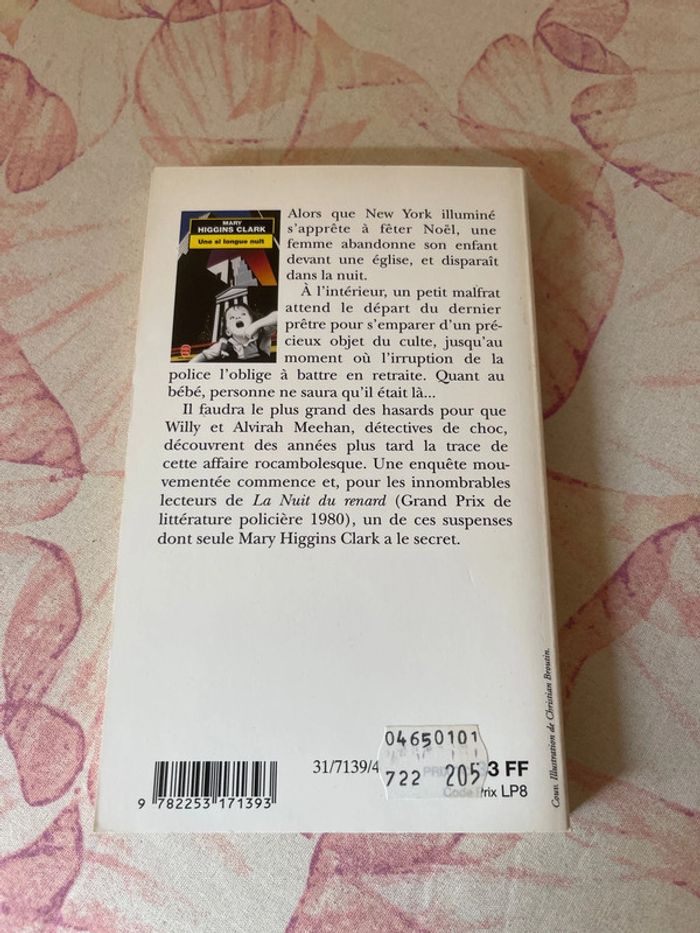 MARY
HIGGINS CLARK
Une si longue nuit
Alors que New York illuminé
s'apprête à fêter Noël, une
femme abandonne son enfant
devant une église, et disparaît
dans la nuit.
À l'intérieur, un petit malfrat
attend le départ du dernier
prêtre pour s'emparer d'un pré-
cieux objet du culte, jusqu'au
moment où l'irruption de la
police l'oblige à battre en retraite. Quant au
bébé, personne ne saura qu'il était là...
Il faudra le plus grand des hasards pour que
Willy et Alvirah Meehan, détectives de choc,
découvrent des années plus tard la trace de
cette affaire rocambolesque. Une enquête mou-
vementée commence et, pour les innombrables
lecteurs de La Nuit du renard (Grand Prix de
littérature policière 1980), un de ces suspenses
dont seule Mary Higgins Clark a le secret.
Couv. Illustration de Christian Broutin.
31/7139/4
04650101
722 205
3 FF
Code Prix LP8
9 782253 171393